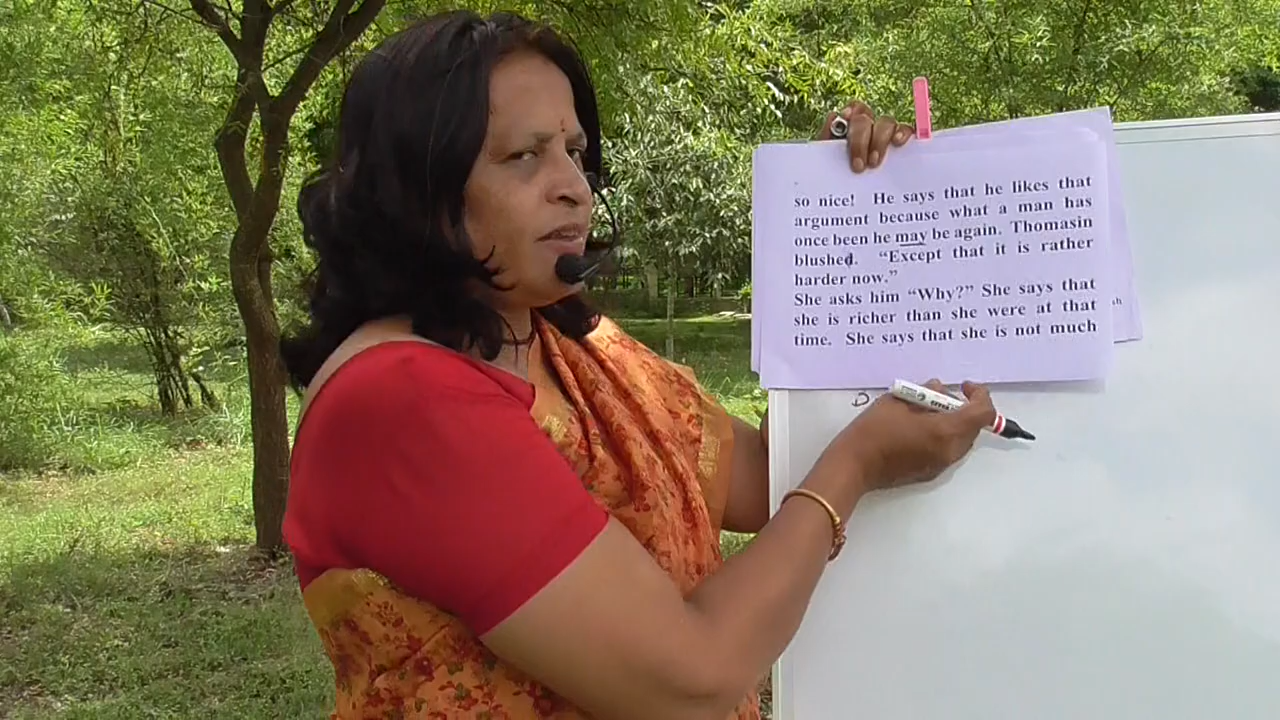 so nice! He says that he likes that
argument because what a man has
once been he may be again. Thomasin
blushed. “Except that it is rather
harder now.”
She asks him “Why?” She says that
she is richer than she were at that
time. She says that she is not much